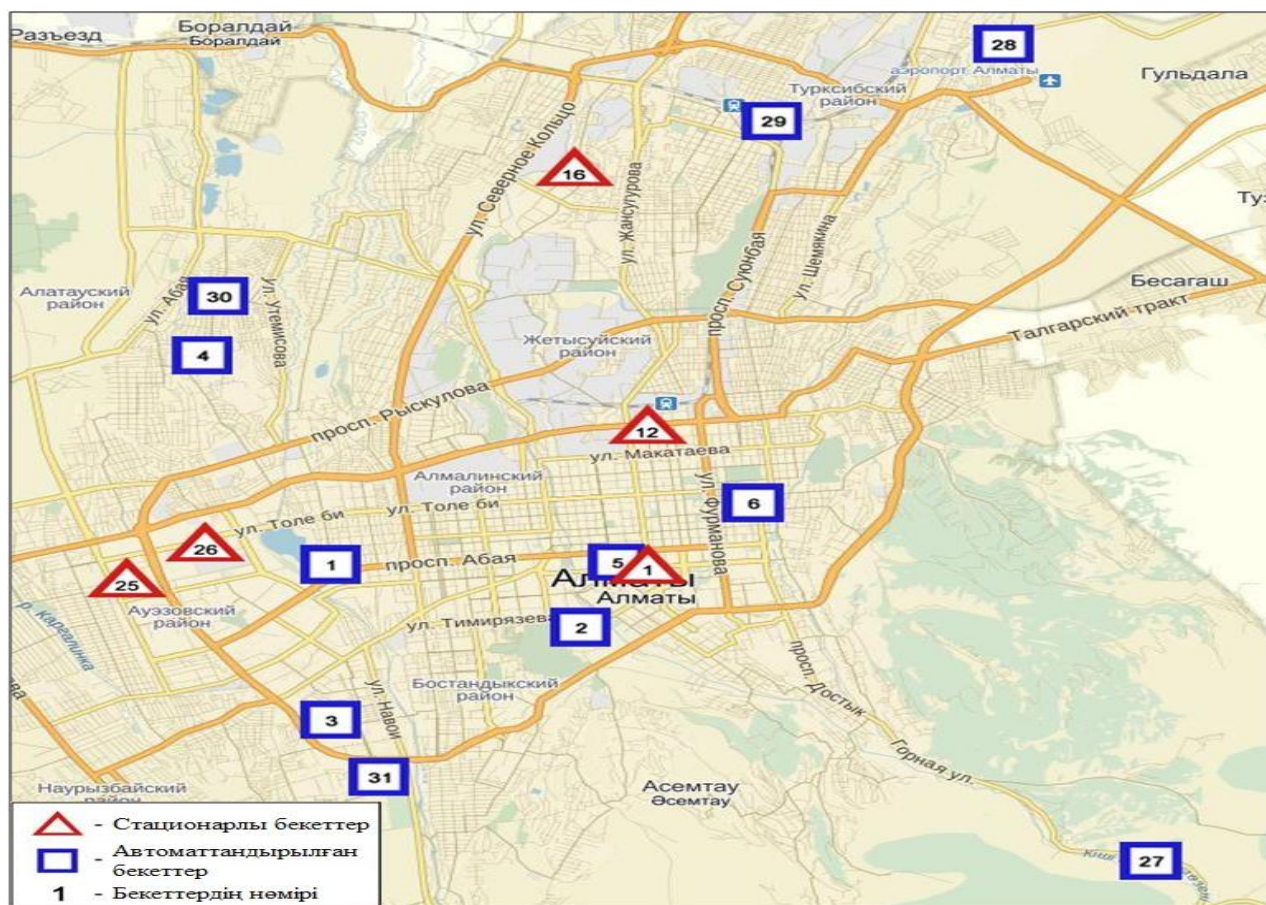 Разъезд
Боралдай
Боралдай
28
аэропорт Алматы
Гульдала
Турксибский
район
29
ул. Северное Кольцо
16
ул. Жансугурова
просп. Суюнбая
ул. Шемякина
Бесагаш
Алатауский
район
30
ул. Абая
ул. Утемисова
Талгарский тракт
4
Жетысуйский
район
просп. Рыскулова
12
ул. Макатаева
Алмалинский
район
6
ул. Толе би
ул. Толе би
ул. Фурманова
26
1
просп. Абая
5
1
25
Алматы
Алматы
Ауэзовский
район
р. Каргалинка
ул. Тимирязева
2
просп. Достык
Бостандыкский
район
ул. Навои
3
31
Горная ул.
Наурызбайский
район
Асемтау
Әсемтау
27
- Стационарлы бекеттер
- Автоматтандырылған
бекеттер
1 - Бекеттердің нөмірі